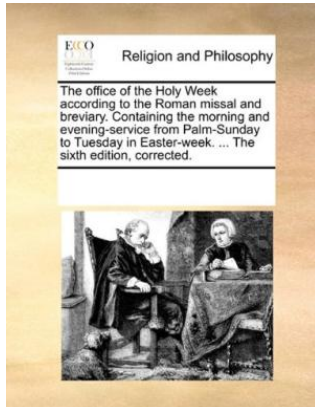 ECCO
Religion and Philosophy
The office of the Holy Week
according to the Roman missal and
breviary. Containing the morning and
evening-service from Palm-Sunday
to Tuesday in Easter-week. ... The
sixth edition, corrected.